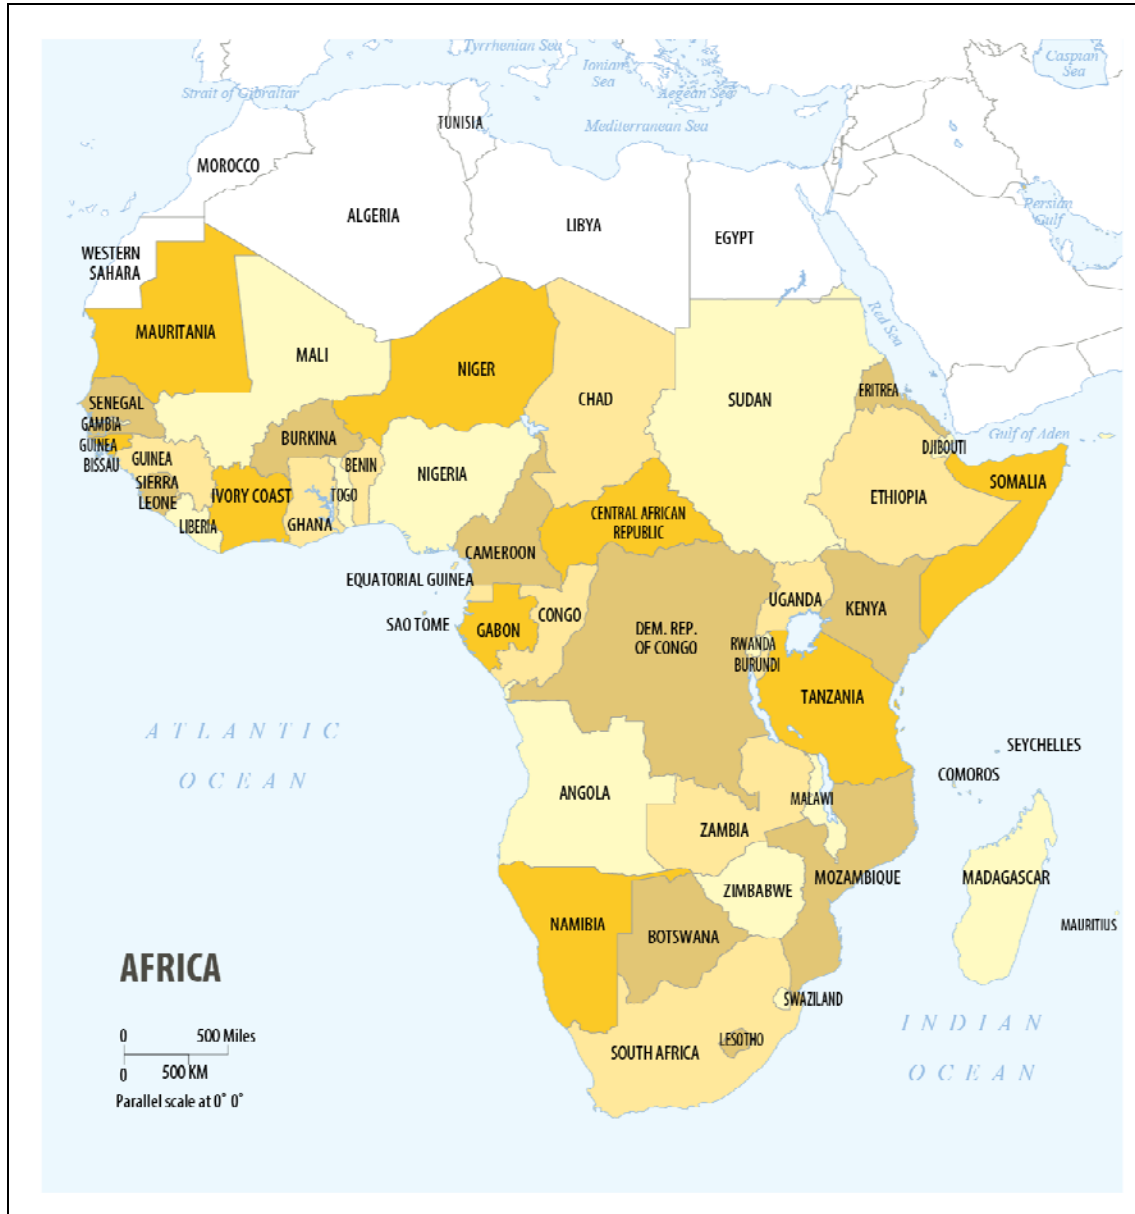 Tyrrhenian Sea
Caspian
Sea
Ionian
Sea
Strait of Gibraltar
Aegean Sea
TUNISIA
Mediterranean Sea
MOROCCO
Persian
Gulf
ALGERIA
LIBYA
EGYPT
WESTERN
SAHARA
Red Sea
MAURITANIA
MALI
NIGER
CHAD
SUDAN
ERITREA
SENEGAL
GAMBIA
GUINEA
BISSAU
GUINEA
BURKINA
BENIN
NIGERIA
DJIBOUTI
Gulf of Aden
SIERRA
LEONE
IVORY COAST
TOGO
ETHIOPIA
SOMALIA
LIBERIA
GHANA
CENTRAL AFRICAN
REPUBLIC
CAMEROON
EQUATORIAL GUINEA
SAO TOME
GABON
CONGO
DEM. REP.
OF CONGO
UGANDA
KENYA
RWANDA
BURUNDI
TANZANIA
ATLANTIC
OCEAN
SEYCHELLES
COMOROS
ANGOLA
MALAWI
ZAMBIA
MOZAMBIQUE
MADAGASCAR
ZIMBABWE
MAURITIUS
NAMIBIA
BOTSWANA
AFRICA
SWAZILAND
INDIAN
OCEAN
LESOTHO
SOUTH AFRICA
0 500 Miles
0 500 KM
Parallel scale at 0° 0°